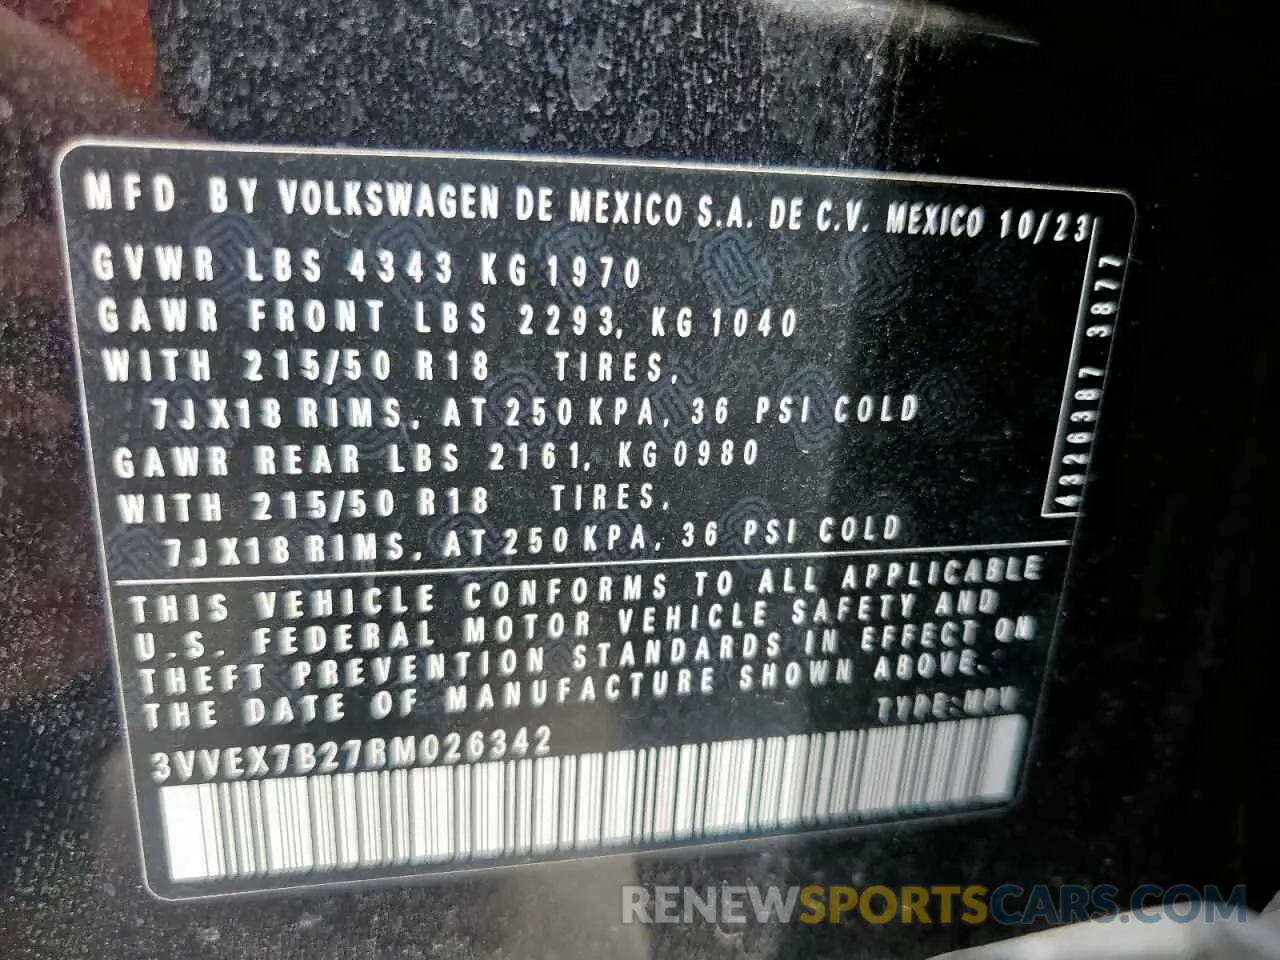 MFD BY VOLKSWAGEN DE MEXICO S.A. DE C.V. MEXICO 10/23
GVWR LBS 4343 KG 1970
GAWR FRONT LBS 2293, KG 1040
WITH 215/50 R18 TIRES,
7JX18 RIMS, AT 250 KPA, 36 PSI COLD
GAWR REAR LBS 2161, KG 0980
WITH 215/50 R18 TIRES,
7JX18 RIMS, AT 250 KPA, 36 PSI COLD
4326387 3877
THIS VEHICLE CONFORMS TO ALL APPLICABLE
U.S. FEDERAL MOTOR VEHICLE SAFETY AND
THEFT PREVENTION STANDARDS IN EFFECT ON
THE DATE OF MANUFACTURE SHOWN ABOVE.
TYPE: MPV
3VVEX7B27RM026342
RENEWSPORTSCARS.COM